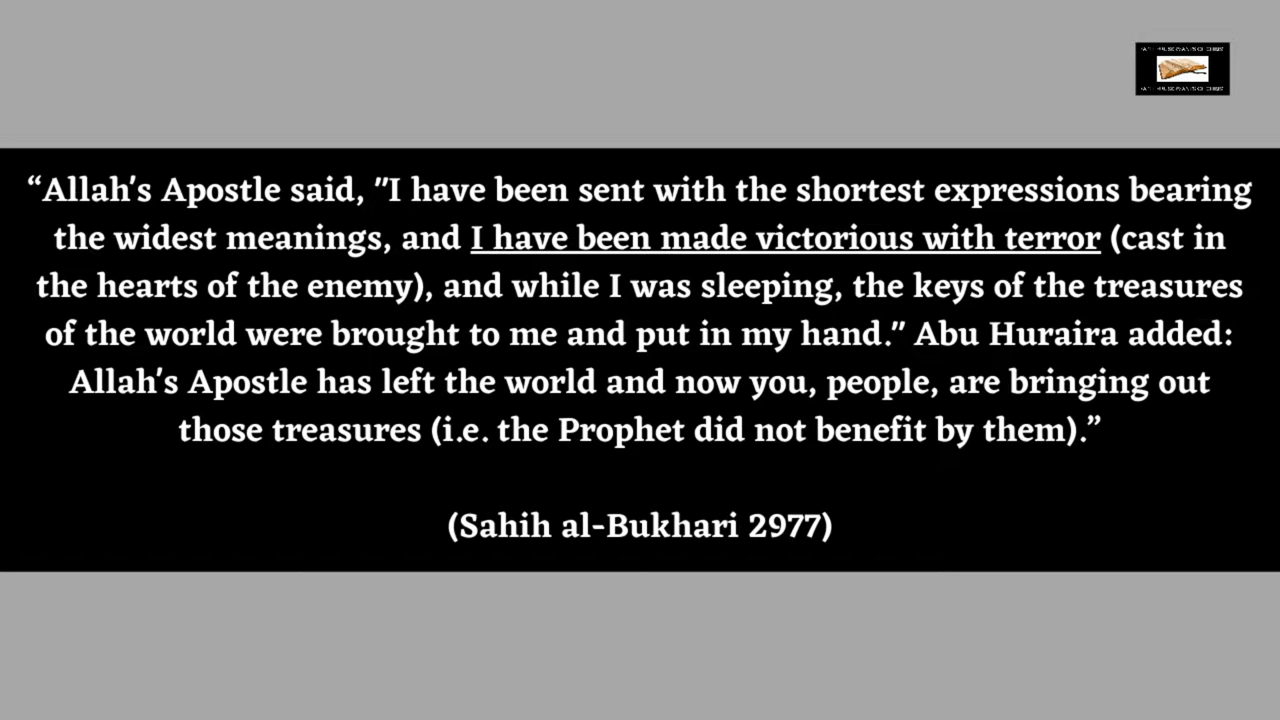 “Allah's Apostle said, "I have been sent with the shortest expressions bearing
the widest meanings, and I have been made victorious with terror (cast in
the hearts of the enemy), and while I was sleeping, the keys of the treasures
of the world were brought to me and put in my hand." Abu Huraira added:
Allah's Apostle has left the world and now you, people, are bringing out
those treasures (i.e. the Prophet did not benefit by them).”
(Sahih al-Bukhari 2977)